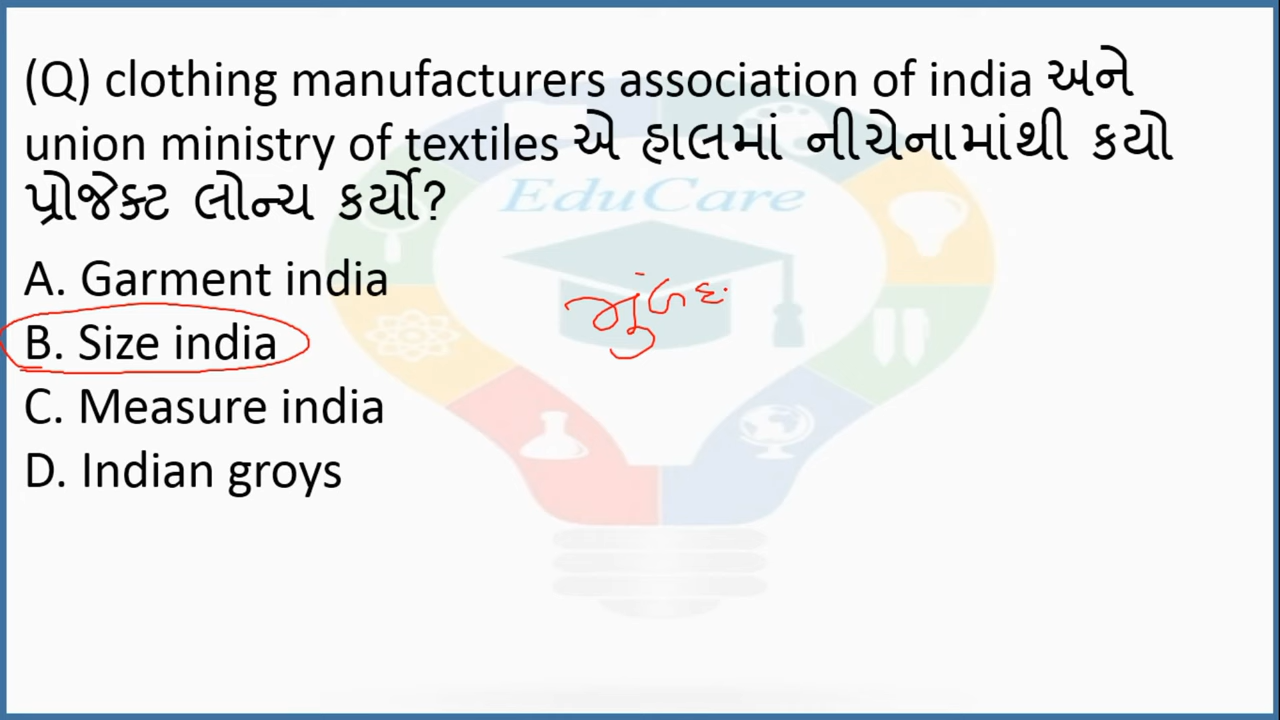 (Q) clothing manufacturers association of india અને
union ministry of textiles એ હાલમાં નીચેનામાંથી કયો
પ્રોજેક્ટ લોન્ચ કર્યો?
EduCare
A. Garment india
B. Size india
C. Measure india
D. Indian groys